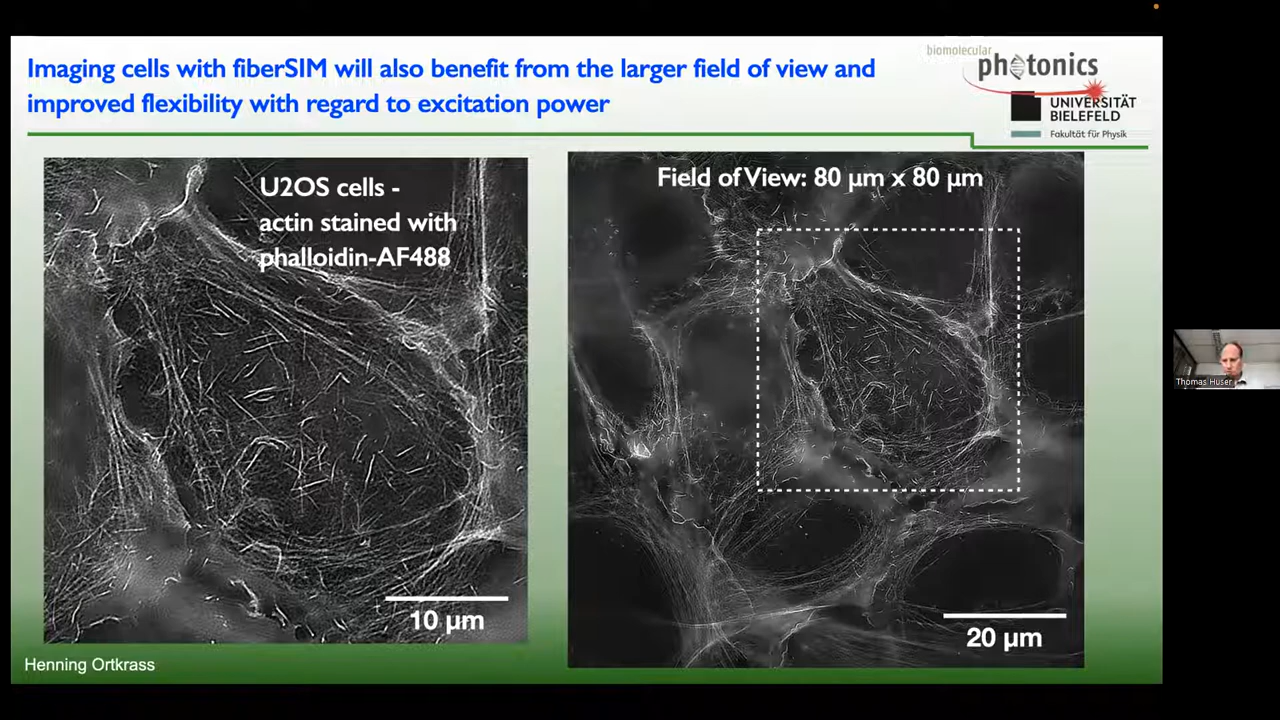 Imaging cells with fiberSIM will also benefit from the larger field of view and
improved flexibility with regard to excitation power
biomolecular
photonics
UNIVERSITÄT
BIELEFELD
Fakultät für Physik
U2OS cells -
actin stained with
phalloidin-AF488
10 µm
Field of View: 80 µm x 80 µm
20 µm
Henning Ortkrass
Thomas Huser